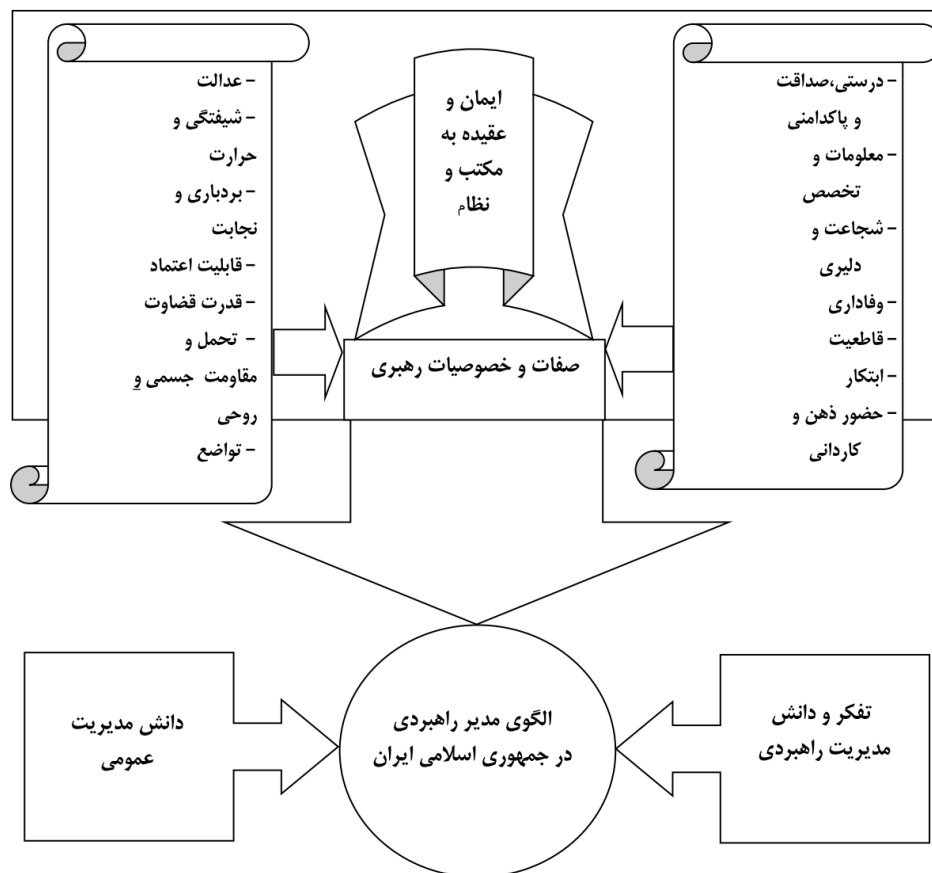 - درستی،صداقت
و پاکدامنی
- معلومات و
تخصص
- شجاعت و
دلیری
- وفاداری
- قاطعیت
- ابتکار
- حضور ذهن و
کاردانی
ایمان و
عقیده به
مکتب و
نظام
- عدالت
- شیفتگی و
حرارت
- بردباری و
نجابت
- قابلیت اعتماد
- قدرت قضاوت
- تحمل و
مقاومت جسمی و
روحی
- تواضع
صفات و خصوصیات رهبری
تفکر و دانش
مدیریت راهبردی
الگوی مدیر راهبردی
در جمهوری اسلامی ایران
دانش مدیریت
عمومی